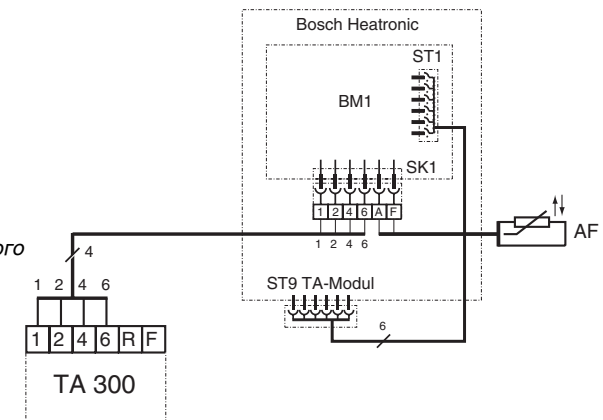 Bosch Heatronic
ST1
BM1
SK1
1 2 4 6 A F
1 2 4 6
AF
ого
4
ST9 TA-Modul
1 2 4 6
6
1 2 4 6 R F
TA 300